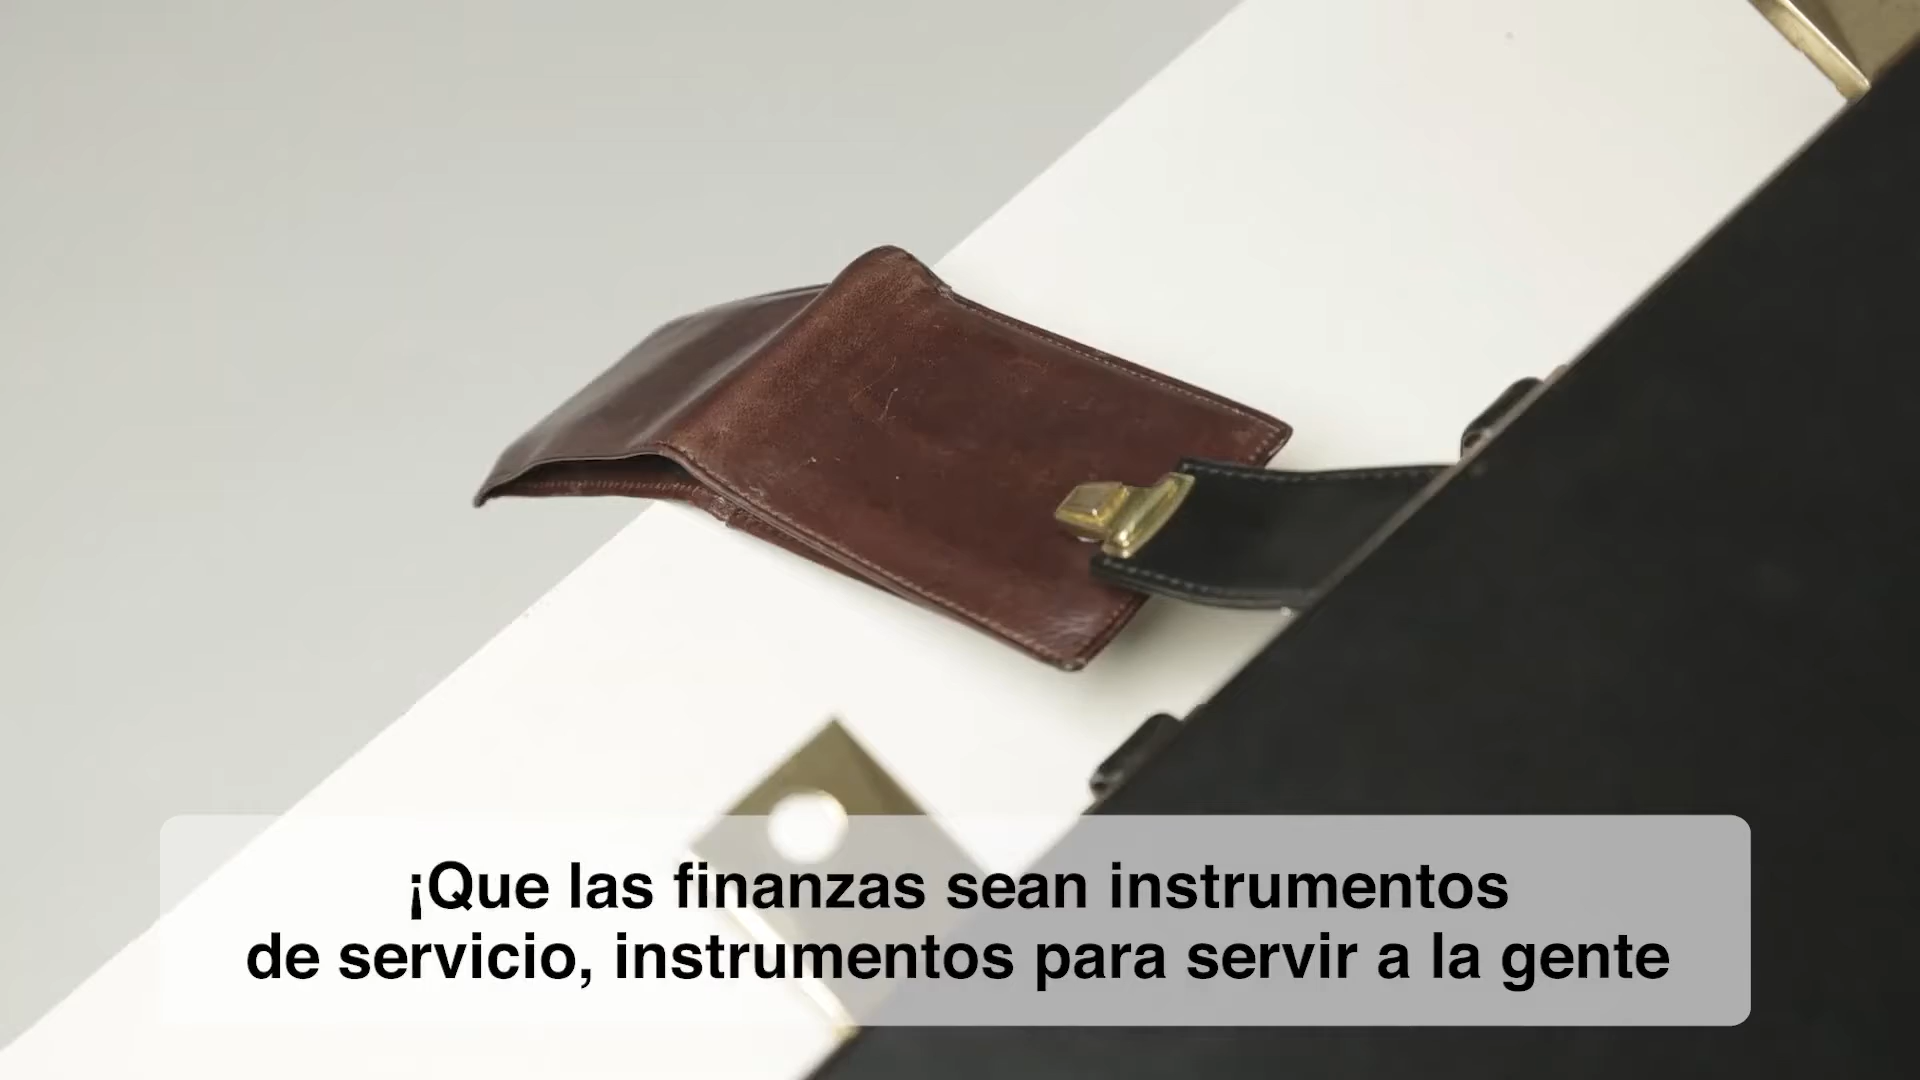 ¡Que las finanzas sean instrumentos
de servicio, instrumentos para servir a la gente